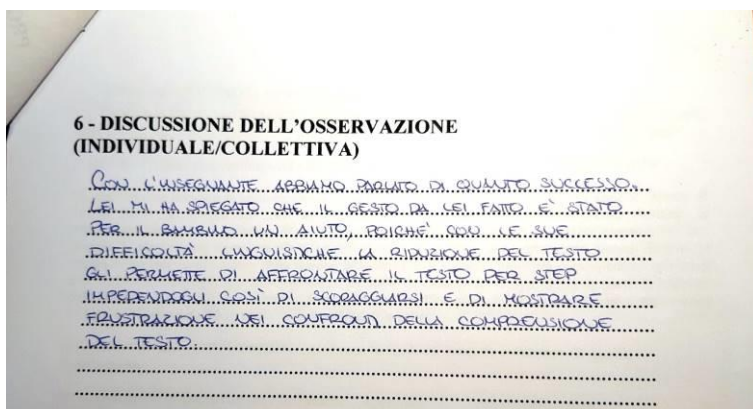 6 - DISCUSSIONE DELL'OSSERVAZIONE
(INDIVIDUALE/COLLETTIVA)
CON L'INSEGNANTE ABBIAMO PARLATO DI QUANTO SUCCESSO.
LEI MI HA SPIEGATO CHE IL GESTO DA LEI FATTO E' STATO
PER IL BAMBINO UN AIUTO, POICHE' CON LE SUE
DIFFICOLTÀ LINGUISTICHE LA RIDUZIONE DEL TESTO
GLI PERMETTE DI AFFRONTARE IL TESTO PER STEP
IMPEDENDOGLI COSÌ DI SCORAGGIARSI E DI MOSTRARE
FRUSTRAZIONE NEI CONFRONTI DELLA COMPRENSIONE
DEL TESTO.